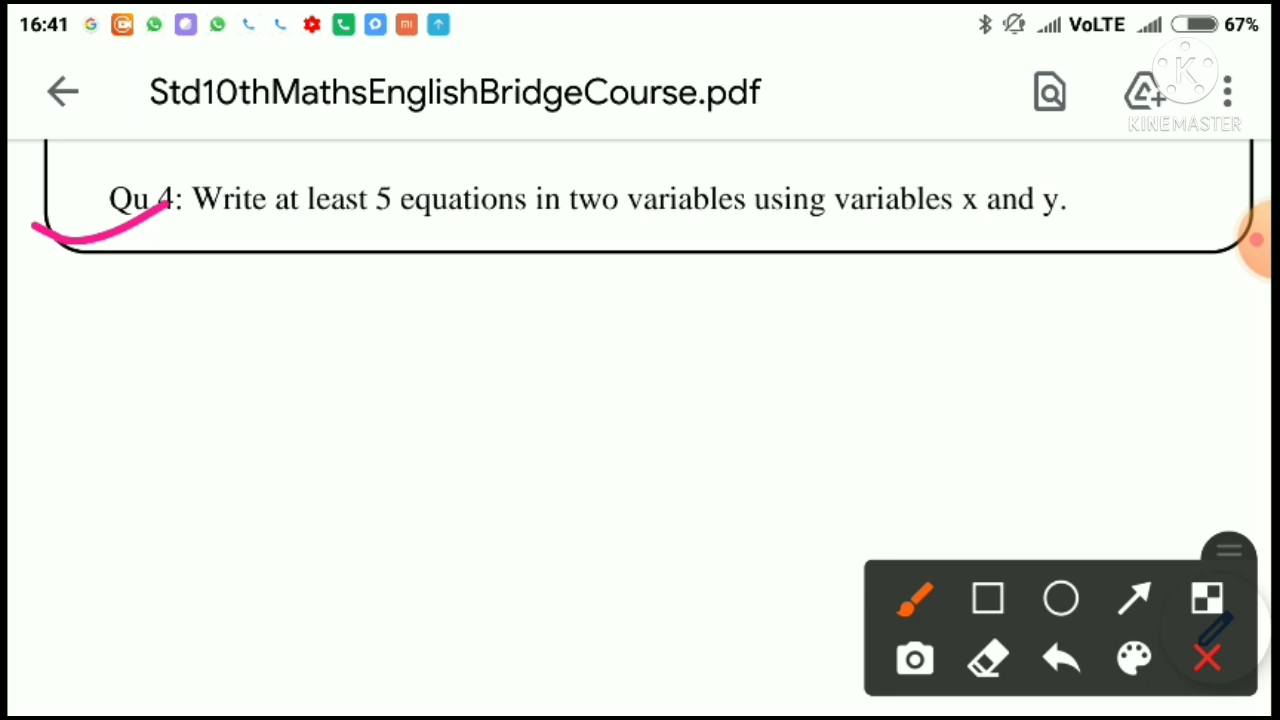 16:41
VoLTE
67%
Std10thMathsEnglishBridgeCourse.pdf
KINEMASTER
Qu 4: Write at least 5 equations in two variables using variables x and y.